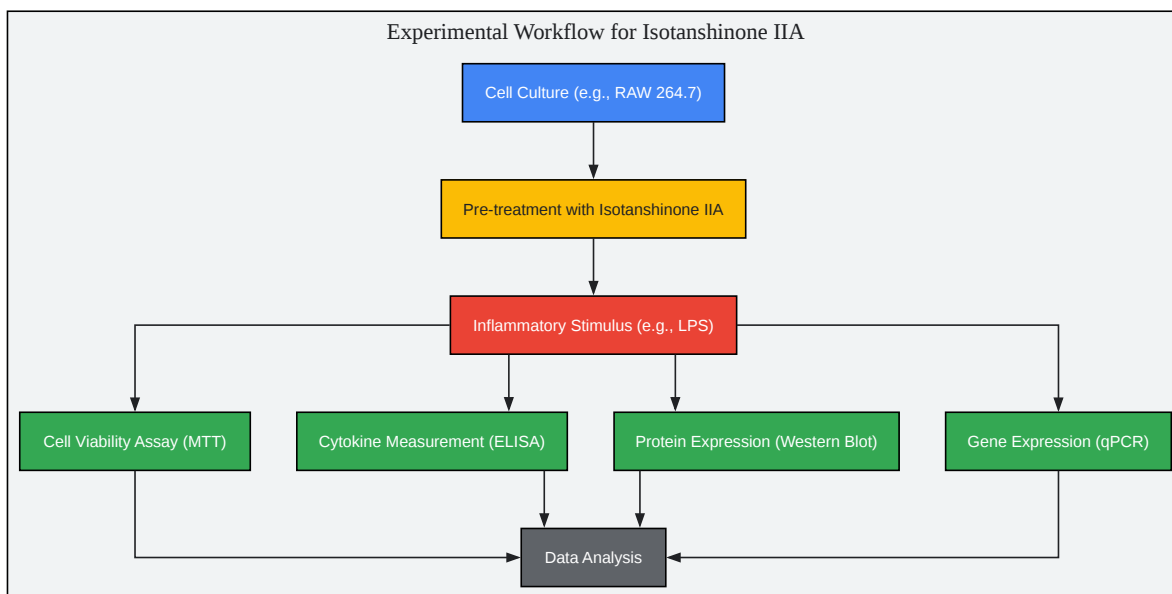 Experimental Workflow for Isotanshinone IIA
Cell Culture (e.g., RAW 264.7)
Pre-treatment with Isotanshinone IIA
Inflammatory Stimulus (e.g., LPS)
Cell Viability Assay (MTT)
Cytokine Measurement (ELISA)
Protein Expression (Western Blot)
Gene Expression (qPCR)
Data Analysis